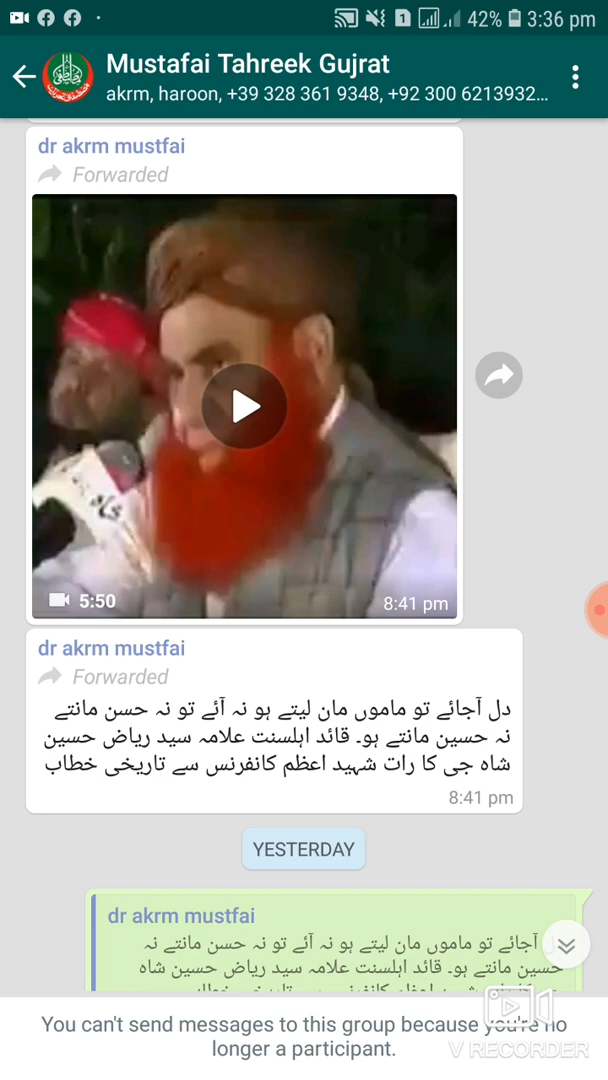 42% 3:36 pm
Mustafai Tahreek Gujrat
akrm, haroon, +39 328 361 9348, +92 300 6213932...
dr akrm mustfai
Forwarded
5:50
8:41 pm
dr akrm mustfai
Forwarded
دل آجائے تو ماموں مان لیتے ہو نہ آئے تو نہ حسن مانتے
نہ حسین مانتے ہو۔ قائد اہلسنت علامہ سید ریاض حسین
شاہ جی کا رات شہید اعظم کانفرنس سے تاریخی خطاب
8:41 pm
YESTERDAY
dr akrm mustfai
آجائے تو ماموں مان لیتے ہو نہ آئے تو نہ حسن مانتے نہ
حسین مانتے ہو۔ قائد اہلسنت علامہ سید ریاض حسین شاہ
You can't send messages to this group because you're no
longer a participant.
V RECORDER